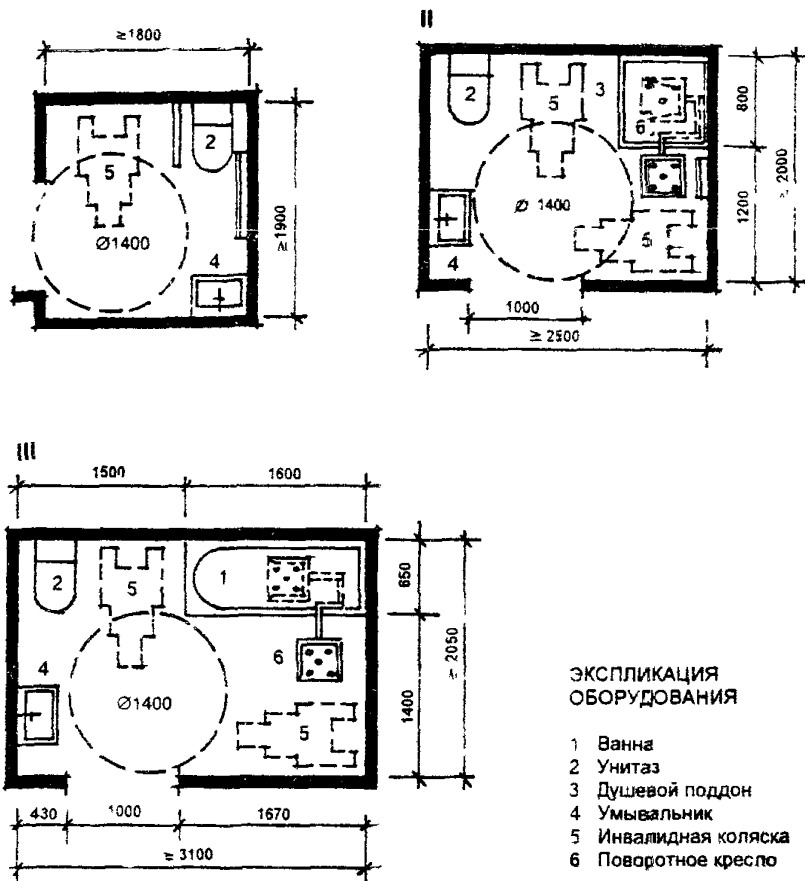 ≥1800
2
5
Ø1400
4
≥1900
II
2
5
3
6
800
Ø 1400
1200
≥ 2000
5
4
1000
≥ 2500
III
1500
1600
2
5
1
650
6
4
Ø1400
1400
≥ 2050
5
430
1000
1670
≥ 3100
ЭКСПЛИКАЦИЯ
ОБОРУДОВАНИЯ
1 Ванна
2 Унитаз
3 Душевой поддон
4 Умывальник
5 Инвалидная коляска
6 Поворотное кресло